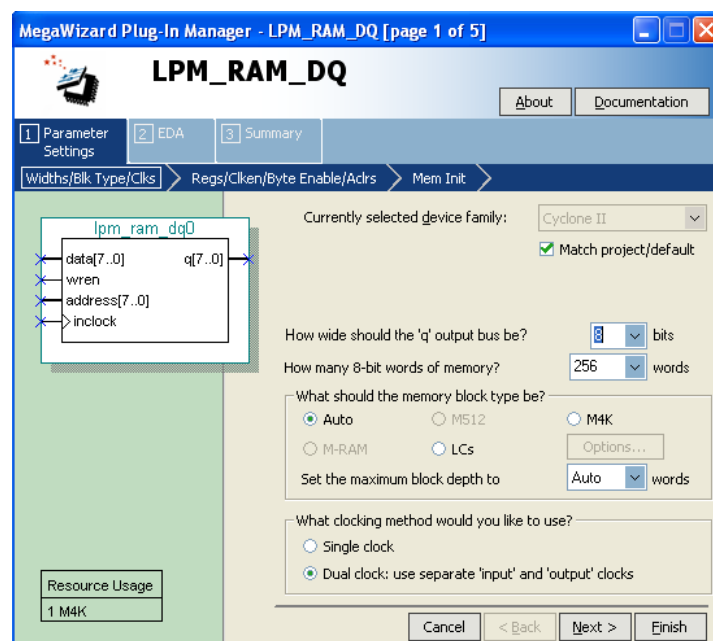 MegaWizard Plug-In Manager - LPM_RAM_DQ [page 1 of 5]
LPM_RAM_DQ
About
Documentation
1 Parameter Settings
2 EDA
3 Summary
Widths/Blk Type/Clks
Regs/Clken/Byte Enable/Aclrs
Mem Init
lpm_ram_dq0
data[7..0] q[7..0]
wren
address[7..0]
inclock
Currently selected device family:
Cyclone II
Match project/default
How wide should the 'q' output bus be? 8 bits
How many 8-bit words of memory? 256 words
What should the memory block type be?
Auto M512 M4K
M-RAM LCs Options...
Set the maximum block depth to Auto words
What clocking method would you like to use?
Single clock
Dual clock: use separate 'input' and 'output' clocks
Resource Usage
1 M4K
Cancel < Back Next > Finish